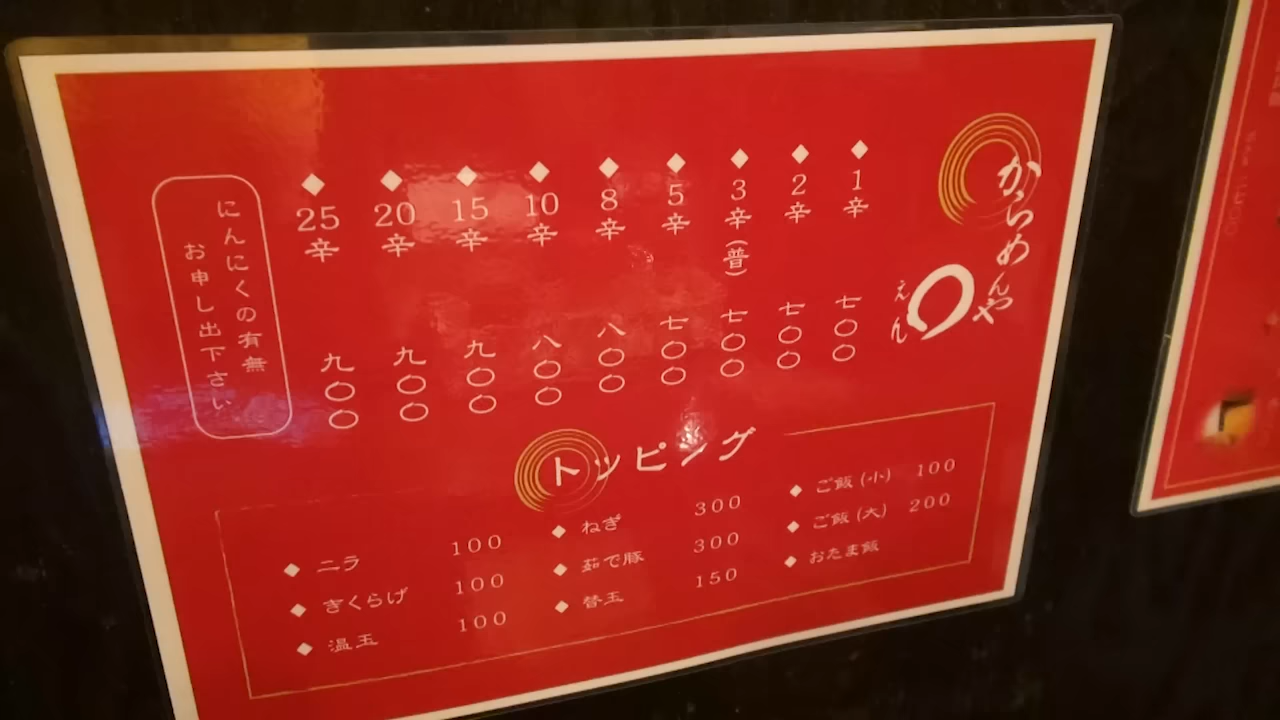 からめんや
えん
◆1辛 七〇〇
◆2辛 七〇〇
◆3辛(普) 七〇〇
◆5辛 七〇〇
◆8辛 八〇〇
◆10辛 八〇〇
◆15辛 九〇〇
◆20辛 九〇〇
◆25辛 九〇〇
にんにくの有無
お申し出下さい
トッピング
◆ニラ 100
◆きくらげ 100
◆温玉 100
◆ねぎ 300
◆茹で豚 300
◆替玉 150
◆ご飯(小) 100
◆ご飯(大) 200
◆おたま飯